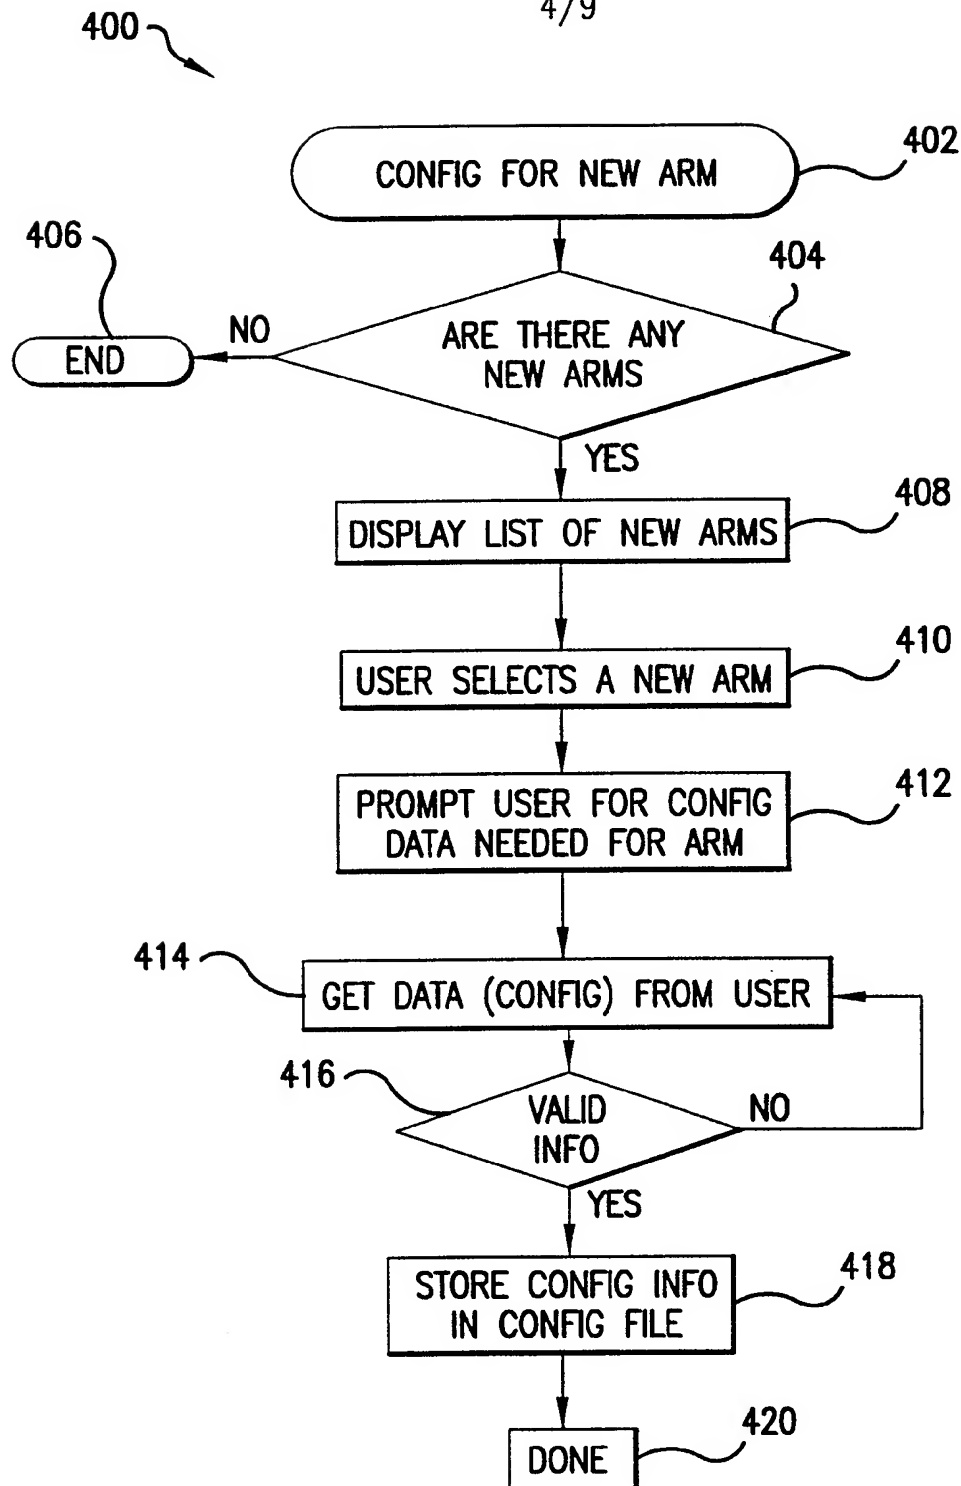 4/9
400
CONFIG FOR NEW ARM
402
406
404
NO
END
ARE THERE ANY
NEW ARMS
YES
408
DISPLAY LIST OF NEW ARMS
410
USER SELECTS A NEW ARM
412
PROMPT USER FOR CONFIG
DATA NEEDED FOR ARM
414
GET DATA (CONFIG) FROM USER
416
VALID
INFO
NO
YES
418
STORE CONFIG INFO
IN CONFIG FILE
420
DONE